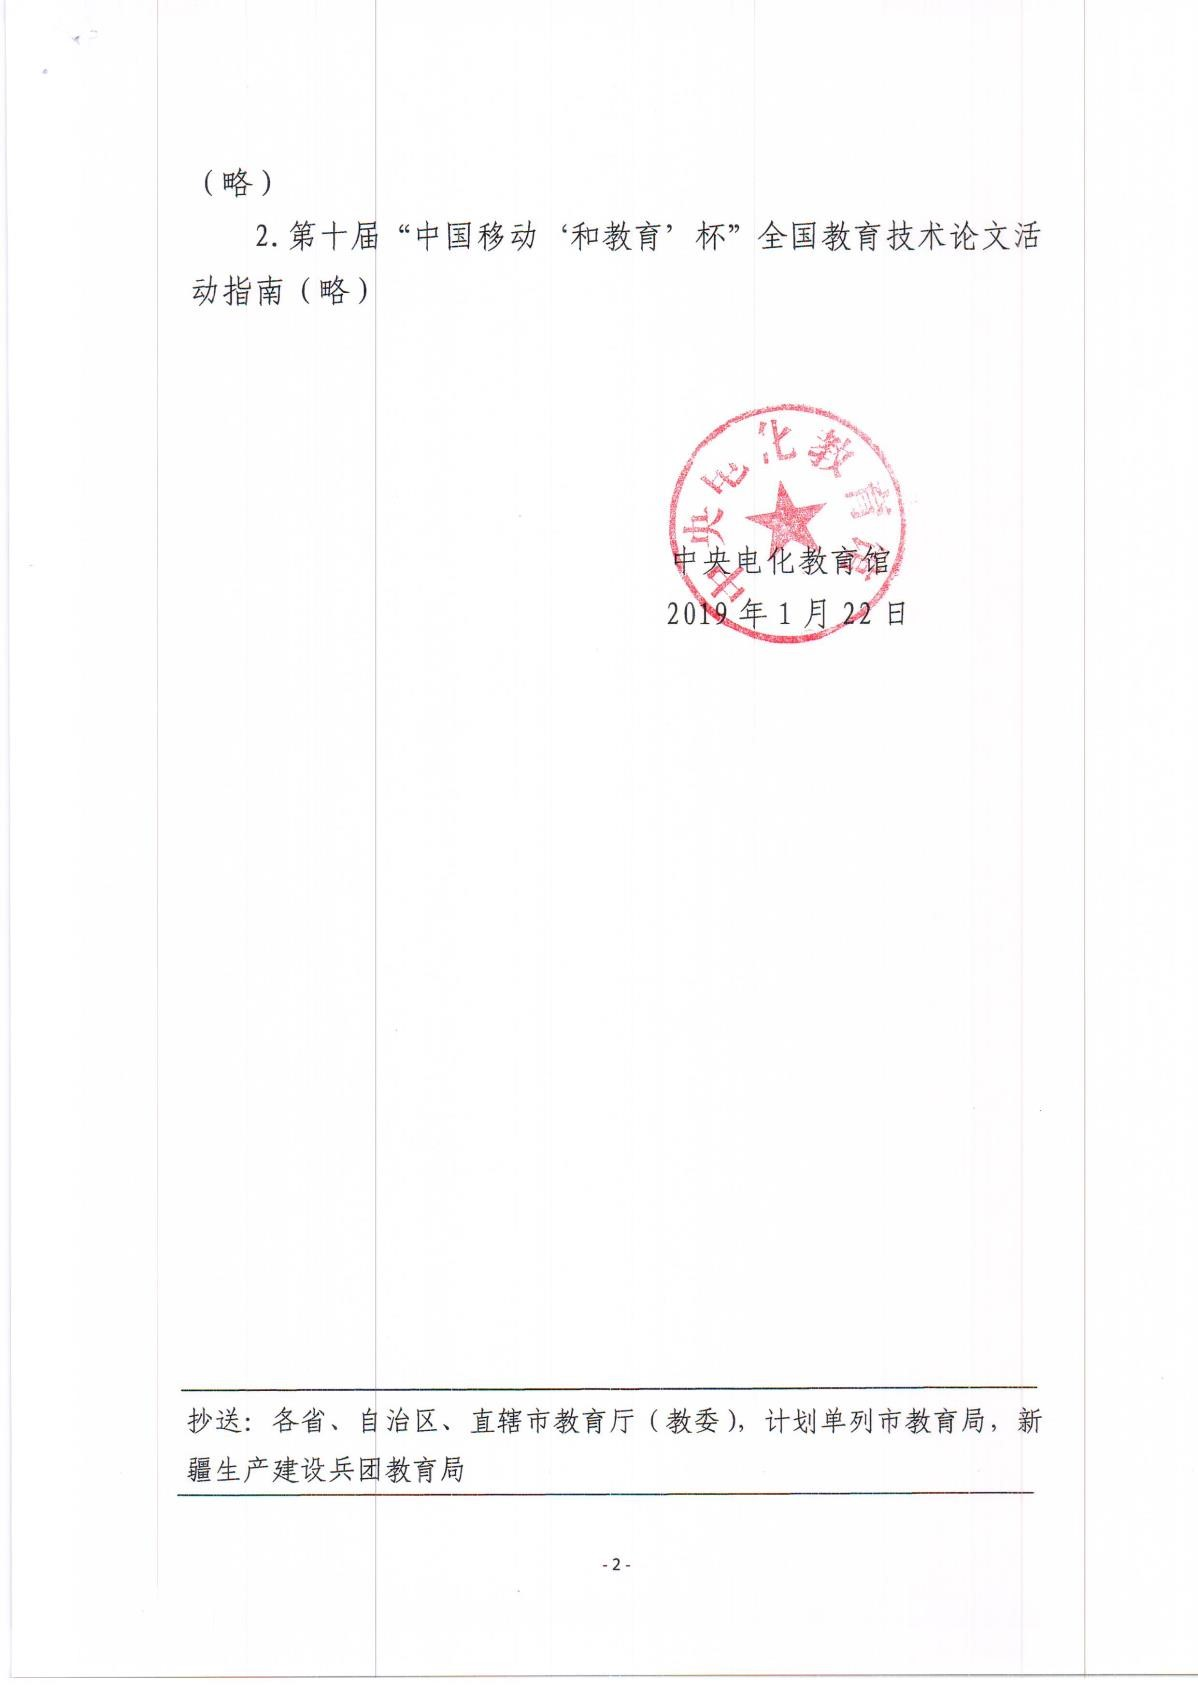 （略）
2.第十届“中国移动‘和教育’杯”全国教育技术论文活
动指南（略）
中央电化教育馆
中央电化教育馆
2019年1月22日
抄送：各省、自治区、直辖市教育厅（教委），计划单列市教育局，新
疆生产建设兵团教育局
-2-